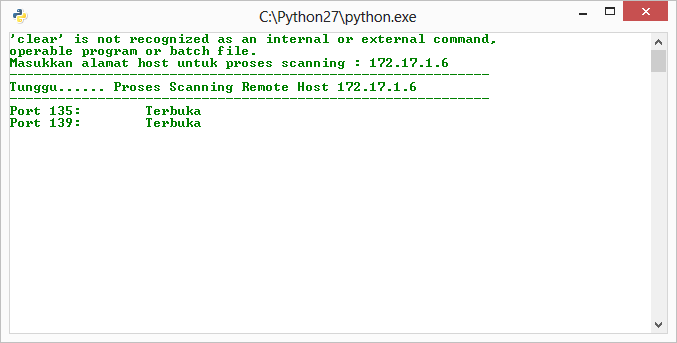 C:\Python27\python.exe
'clear' is not recognized as an internal or external command,
operable program or batch file.
Masukkan alamat host untuk proses scanning : 172.17.1.6
------------------------------------------------------------
Tunggu...... Proses Scanning Remote Host 172.17.1.6
------------------------------------------------------------
Port 135:        Terbuka
Port 139:        Terbuka